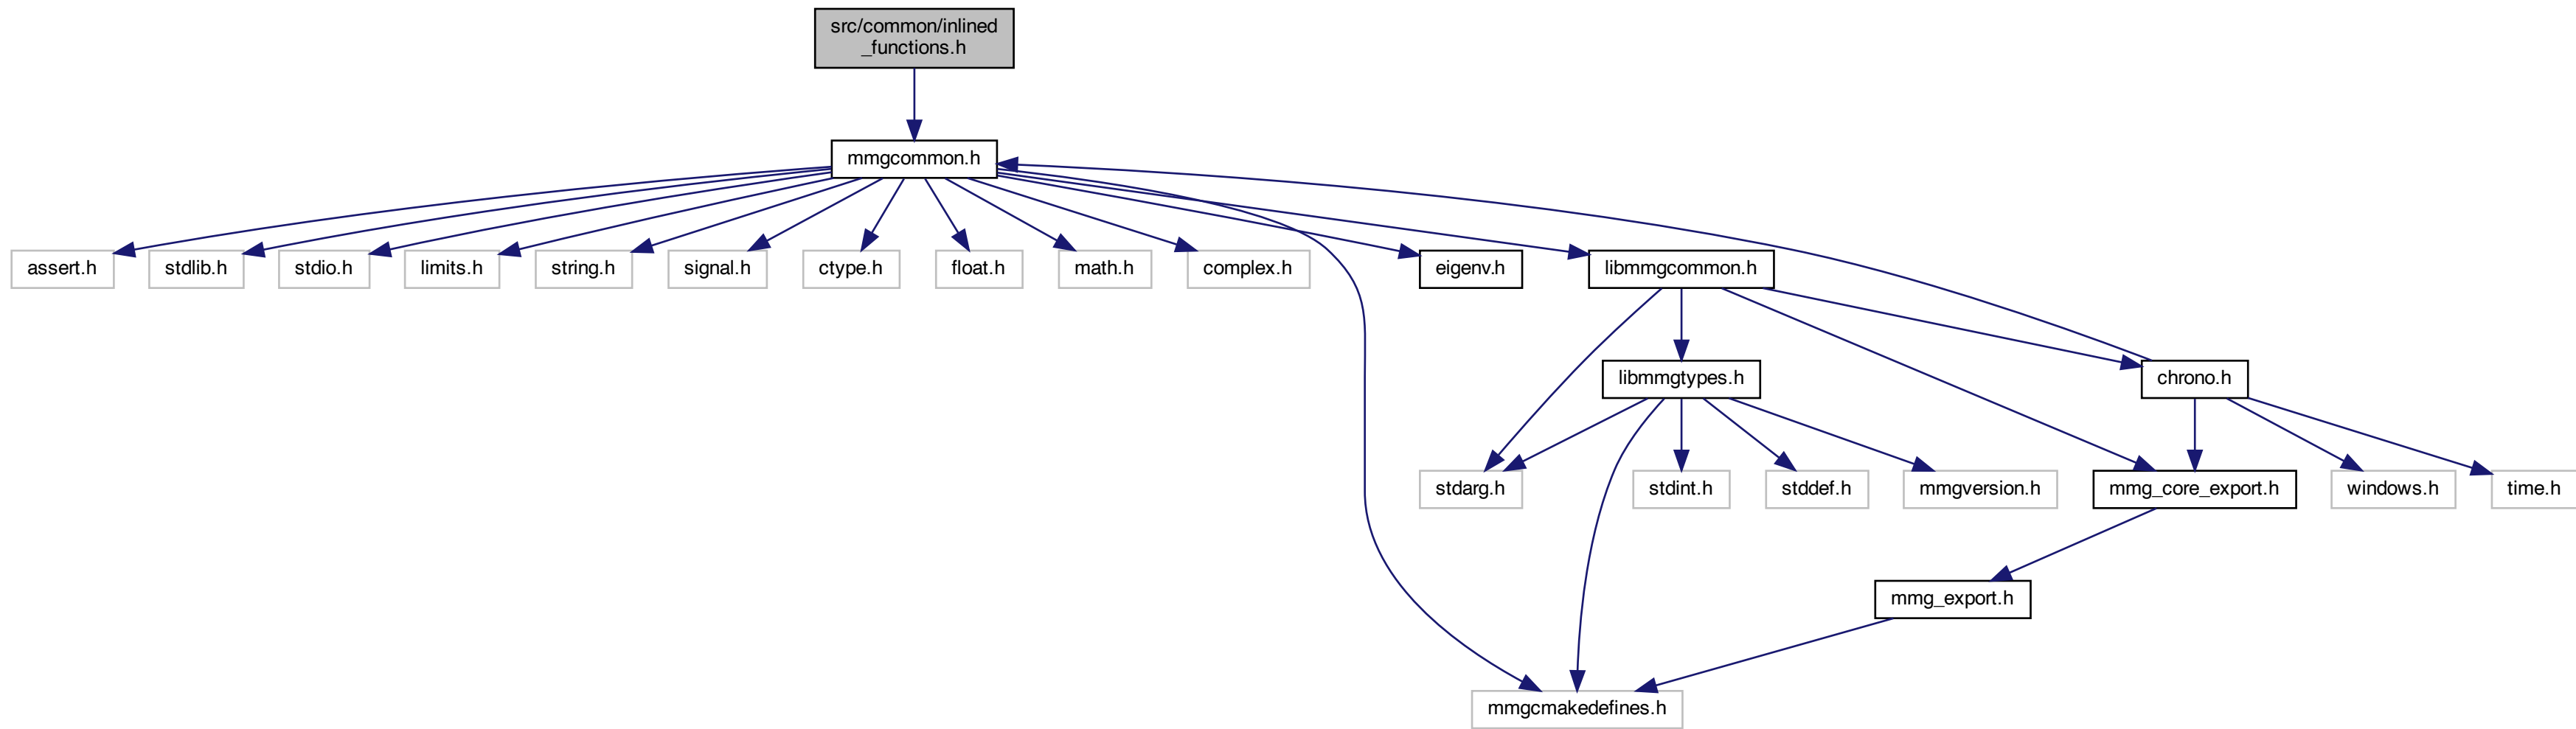 src/common/inlined
_functions.h
mmgcommon.h
assert.h
stdlib.h
stdio.h
limits.h
string.h
signal.h
ctype.h
float.h
math.h
complex.h
eigenv.h
libmmgcommon.h
libmmgtypes.h
chrono.h
stdarg.h
stdint.h
stddef.h
mmgversion.h
mmg_core_export.h
windows.h
time.h
mmg_export.h
mmgcmakedefines.h